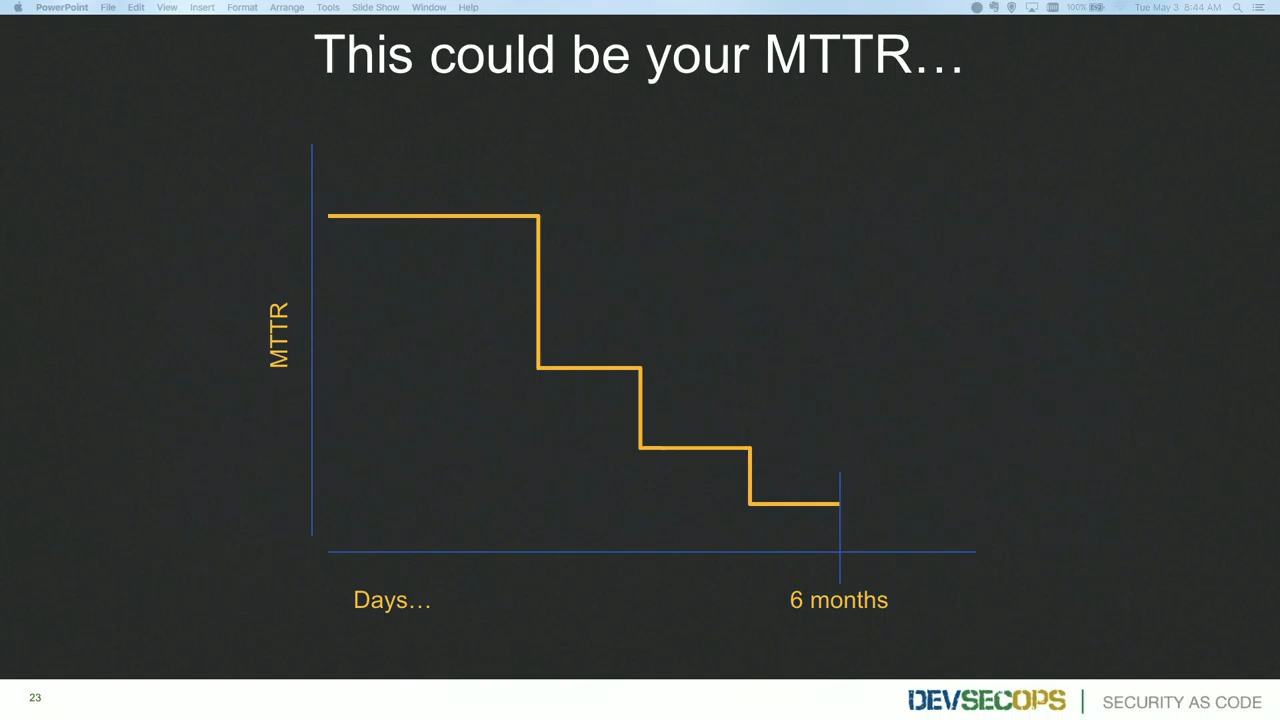 PowerPoint File Edit View Insert Format Arrange Tools Slide Show Window Help 100% Tue May 3 8:44 AM
This could be your MTTR…
MTTR
Days…
6 months
23
DEVSECOPS | SECURITY AS CODE